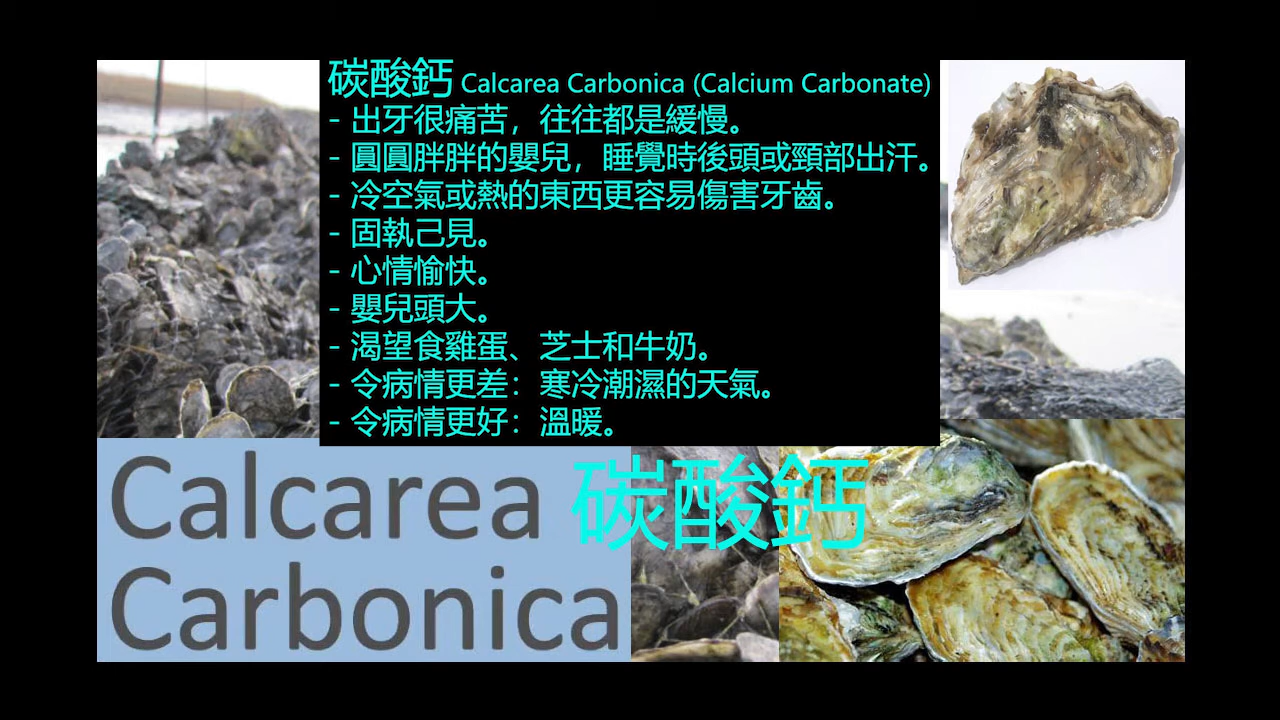 碳酸鈣 Calcarea Carbonica (Calcium Carbonate)
- 出牙很痛苦，往往都是緩慢。
- 圓圓胖胖的嬰兒，睡覺時後頭或頸部出汗。
- 冷空氣或熱的東西更容易傷害牙齒。
- 固執己見。
- 心情愉快。
- 嬰兒頭大。
- 渴望食雞蛋、芝士和牛奶。
- 令病情更差：寒冷潮濕的天氣。
- 令病情更好：溫暖。
Calcarea 碳酸鈣
Carbonica